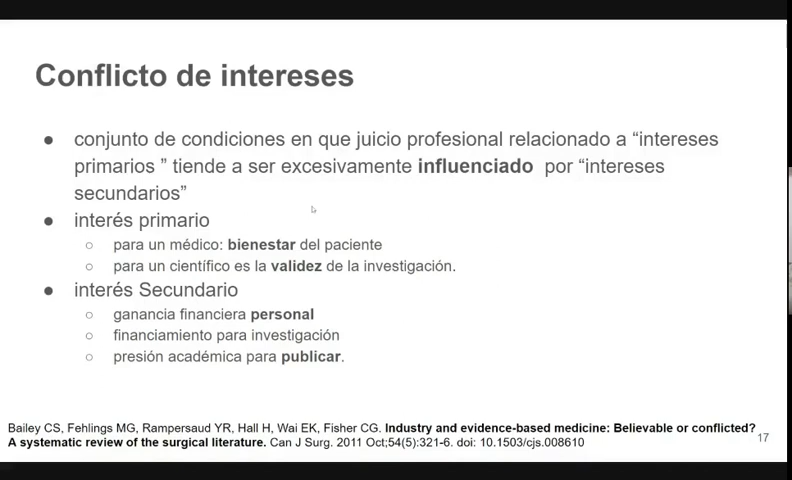 Conflicto de intereses
● conjunto de condiciones en que juicio profesional relacionado a “intereses
primarios ” tiende a ser excesivamente influenciado por “intereses
secundarios”
● interés primario
○ para un médico: bienestar del paciente
○ para un científico es la validez de la investigación.
● interés Secundario
○ ganancia financiera personal
○ financiamiento para investigación
○ presión académica para publicar.
Bailey CS, Fehlings MG, Rampersaud YR, Hall H, Wai EK, Fisher CG. Industry and evidence-based medicine: Believable or conflicted?
A systematic review of the surgical literature. Can J Surg. 2011 Oct;54(5):321-6. doi: 10.1503/cjs.008610
17